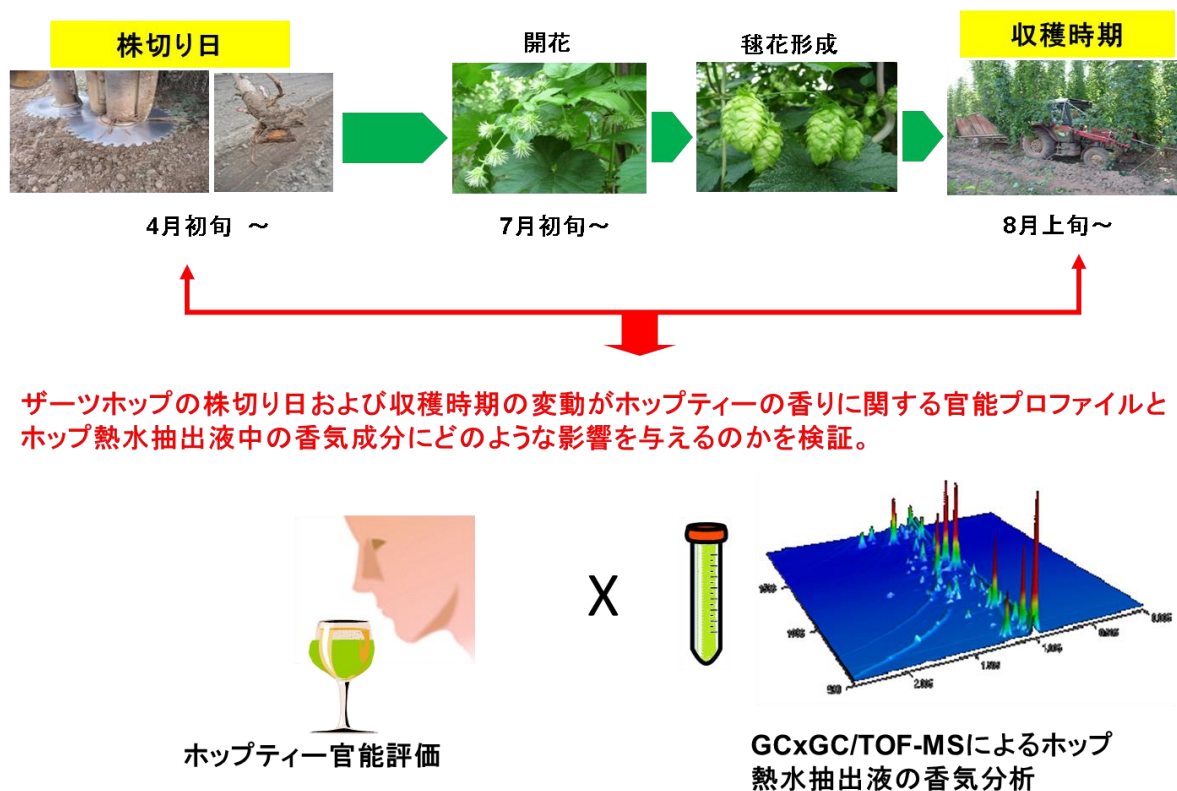 株切り日
開花
毬花形成
収穫時期
4月初旬 ～
7月初旬～
8月上旬～
ザーツホップの株切り日および収穫時期の変動がホップティーの香りに関する官能プロファイルと
ホップ熱水抽出液中の香気成分にどのような影響を与えるのかを検証。
X
ホップティー官能評価
GCxGC/TOF-MSによるホップ
熱水抽出液の香気分析